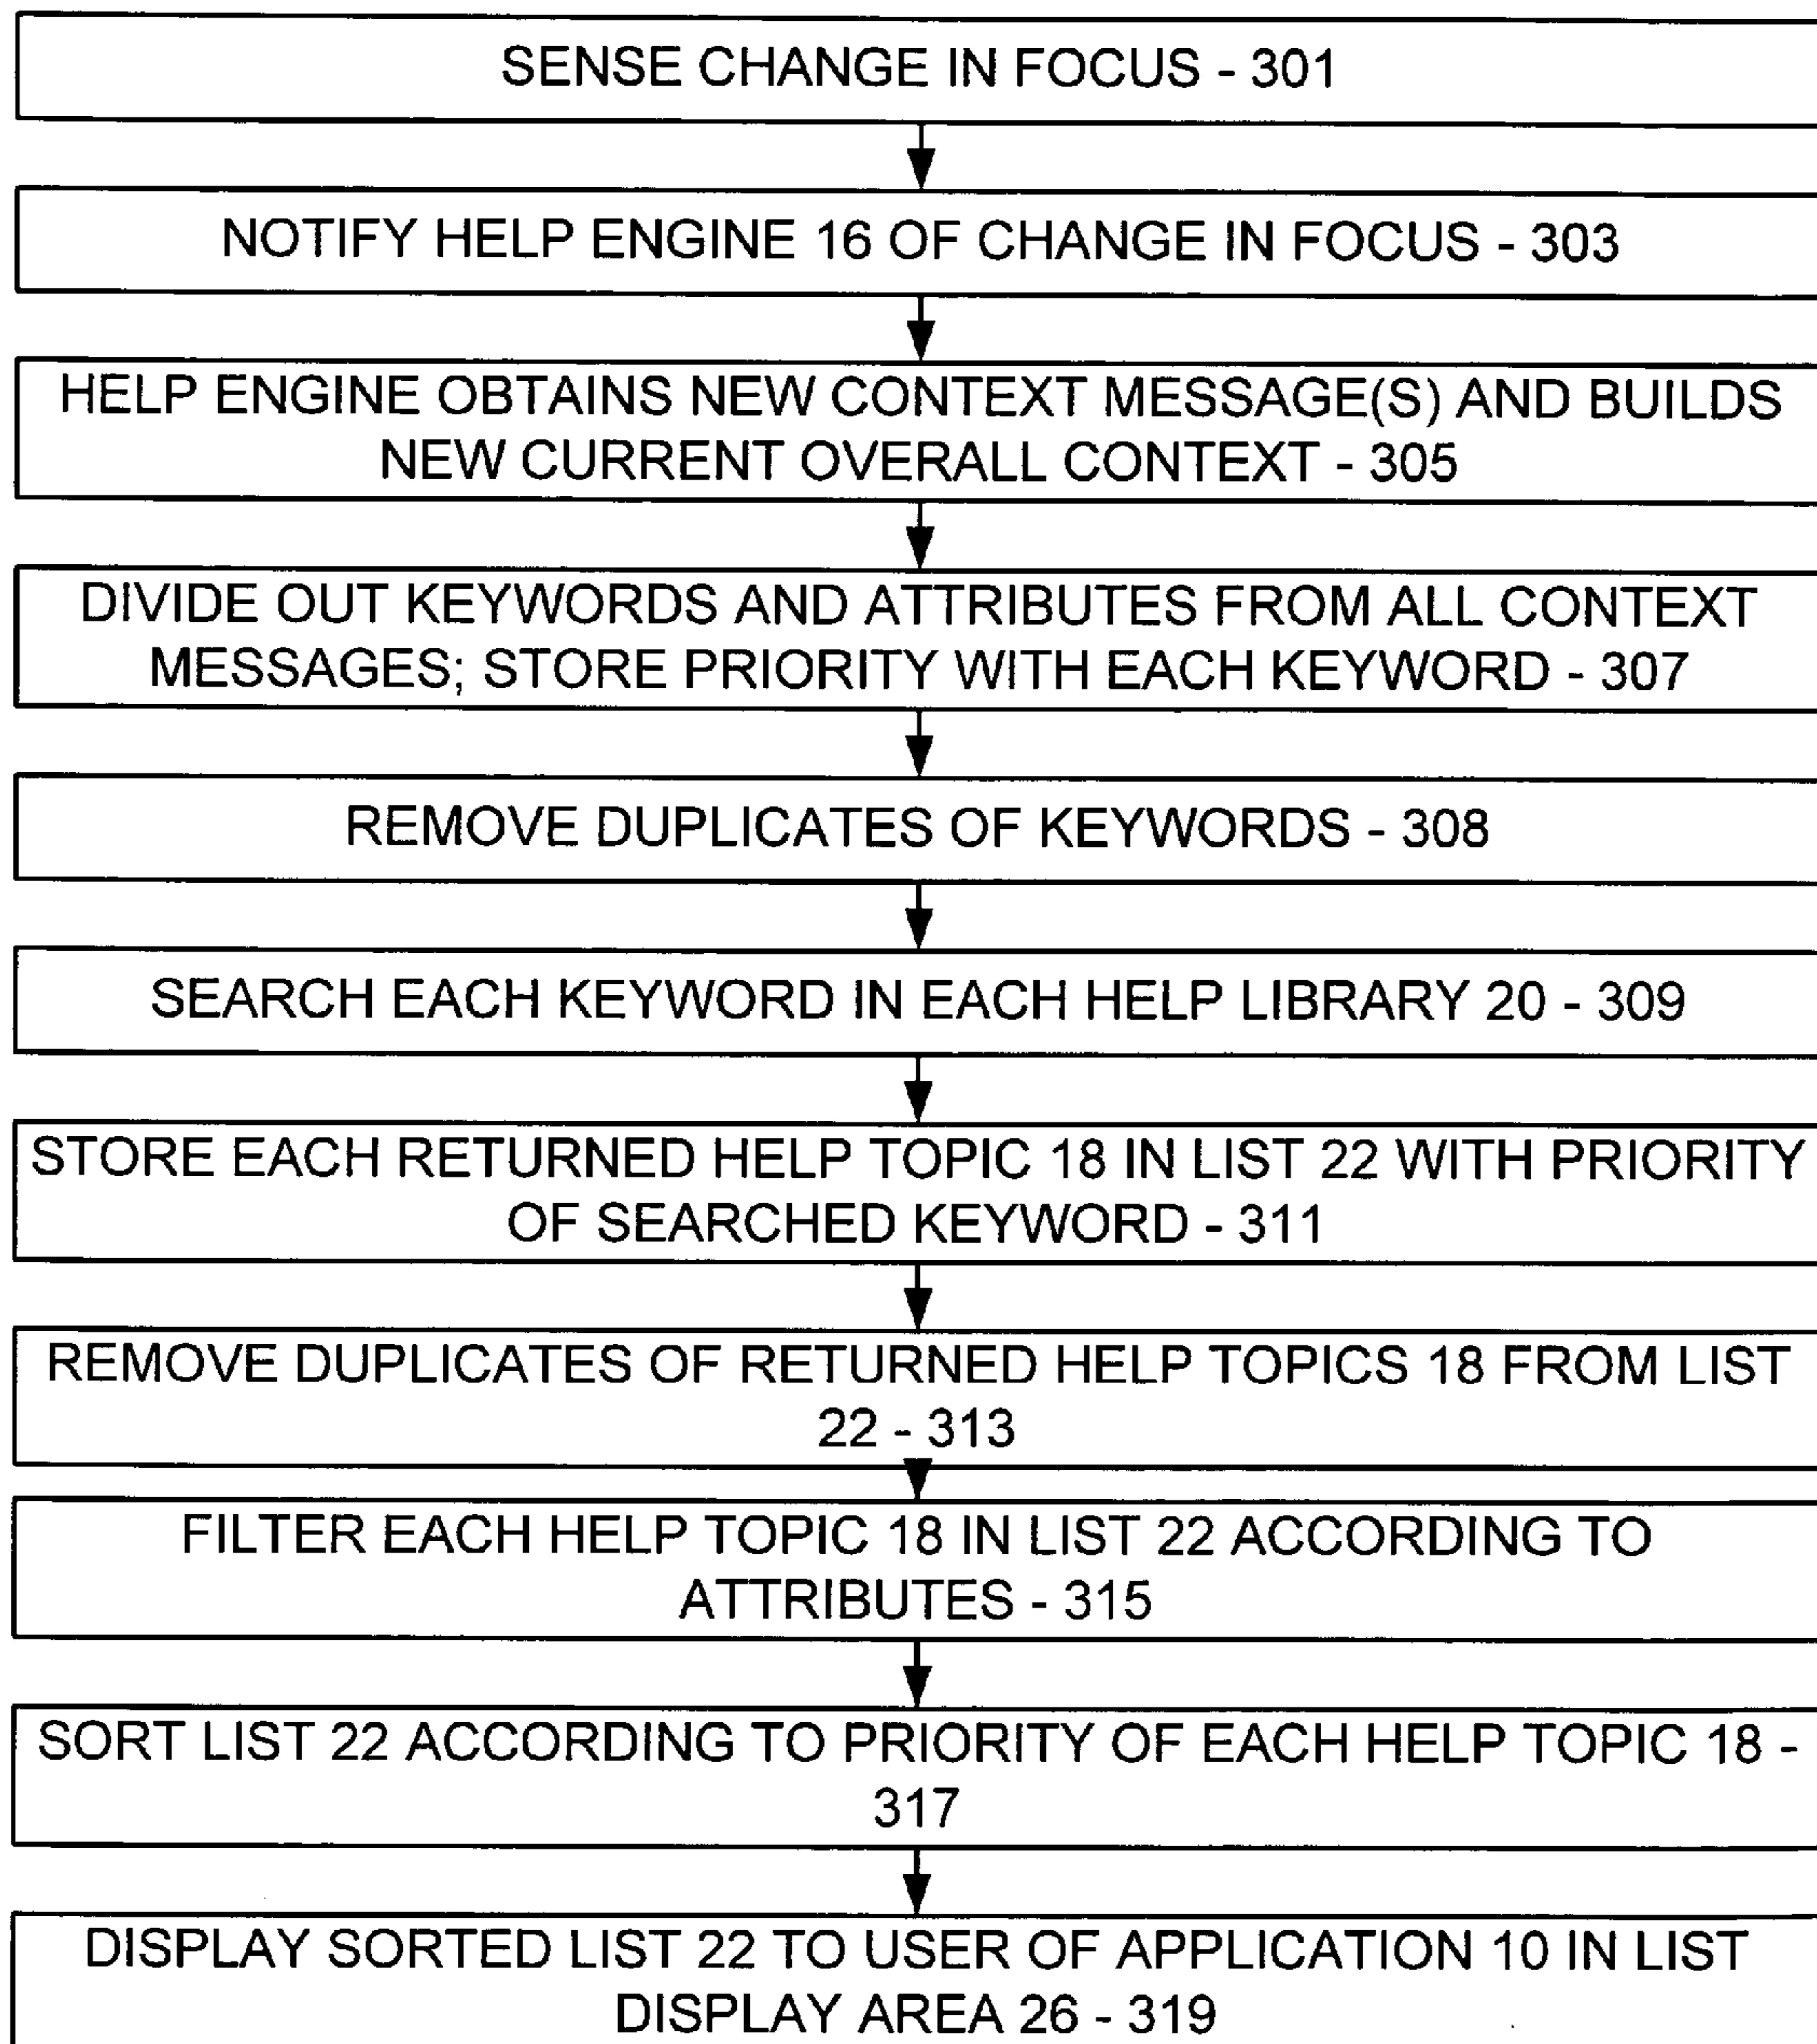 SENSE CHANGE IN FOCUS - 301
NOTIFY HELP ENGINE 16 OF CHANGE IN FOCUS - 303
HELP ENGINE OBTAINS NEW CONTEXT MESSAGE(S) AND BUILDS
NEW CURRENT OVERALL CONTEXT - 305
DIVIDE OUT KEYWORDS AND ATTRIBUTES FROM ALL CONTEXT
MESSAGES; STORE PRIORITY WITH EACH KEYWORD - 307
REMOVE DUPLICATES OF KEYWORDS - 308
SEARCH EACH KEYWORD IN EACH HELP LIBRARY 20 - 309
STORE EACH RETURNED HELP TOPIC 18 IN LIST 22 WITH PRIORITY
OF SEARCHED KEYWORD - 311
REMOVE DUPLICATES OF RETURNED HELP TOPICS 18 FROM LIST
22 - 313
FILTER EACH HELP TOPIC 18 IN LIST 22 ACCORDING TO
ATTRIBUTES - 315
SORT LIST 22 ACCORDING TO PRIORITY OF EACH HELP TOPIC 18 -
317
DISPLAY SORTED LIST 22 TO USER OF APPLICATION 10 IN LIST
DISPLAY AREA 26 - 319